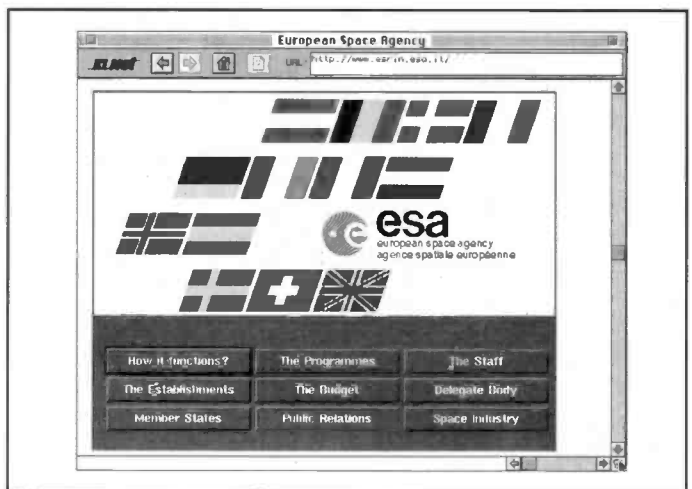 European Space Agency
URL: http://www.esrin.esa.it/
esa
european space agency
agence spatiale européenne
How it functions? The Programmes The Staff
The Establishments The Budget Delegate Body
Member States Public Relations Space Industry